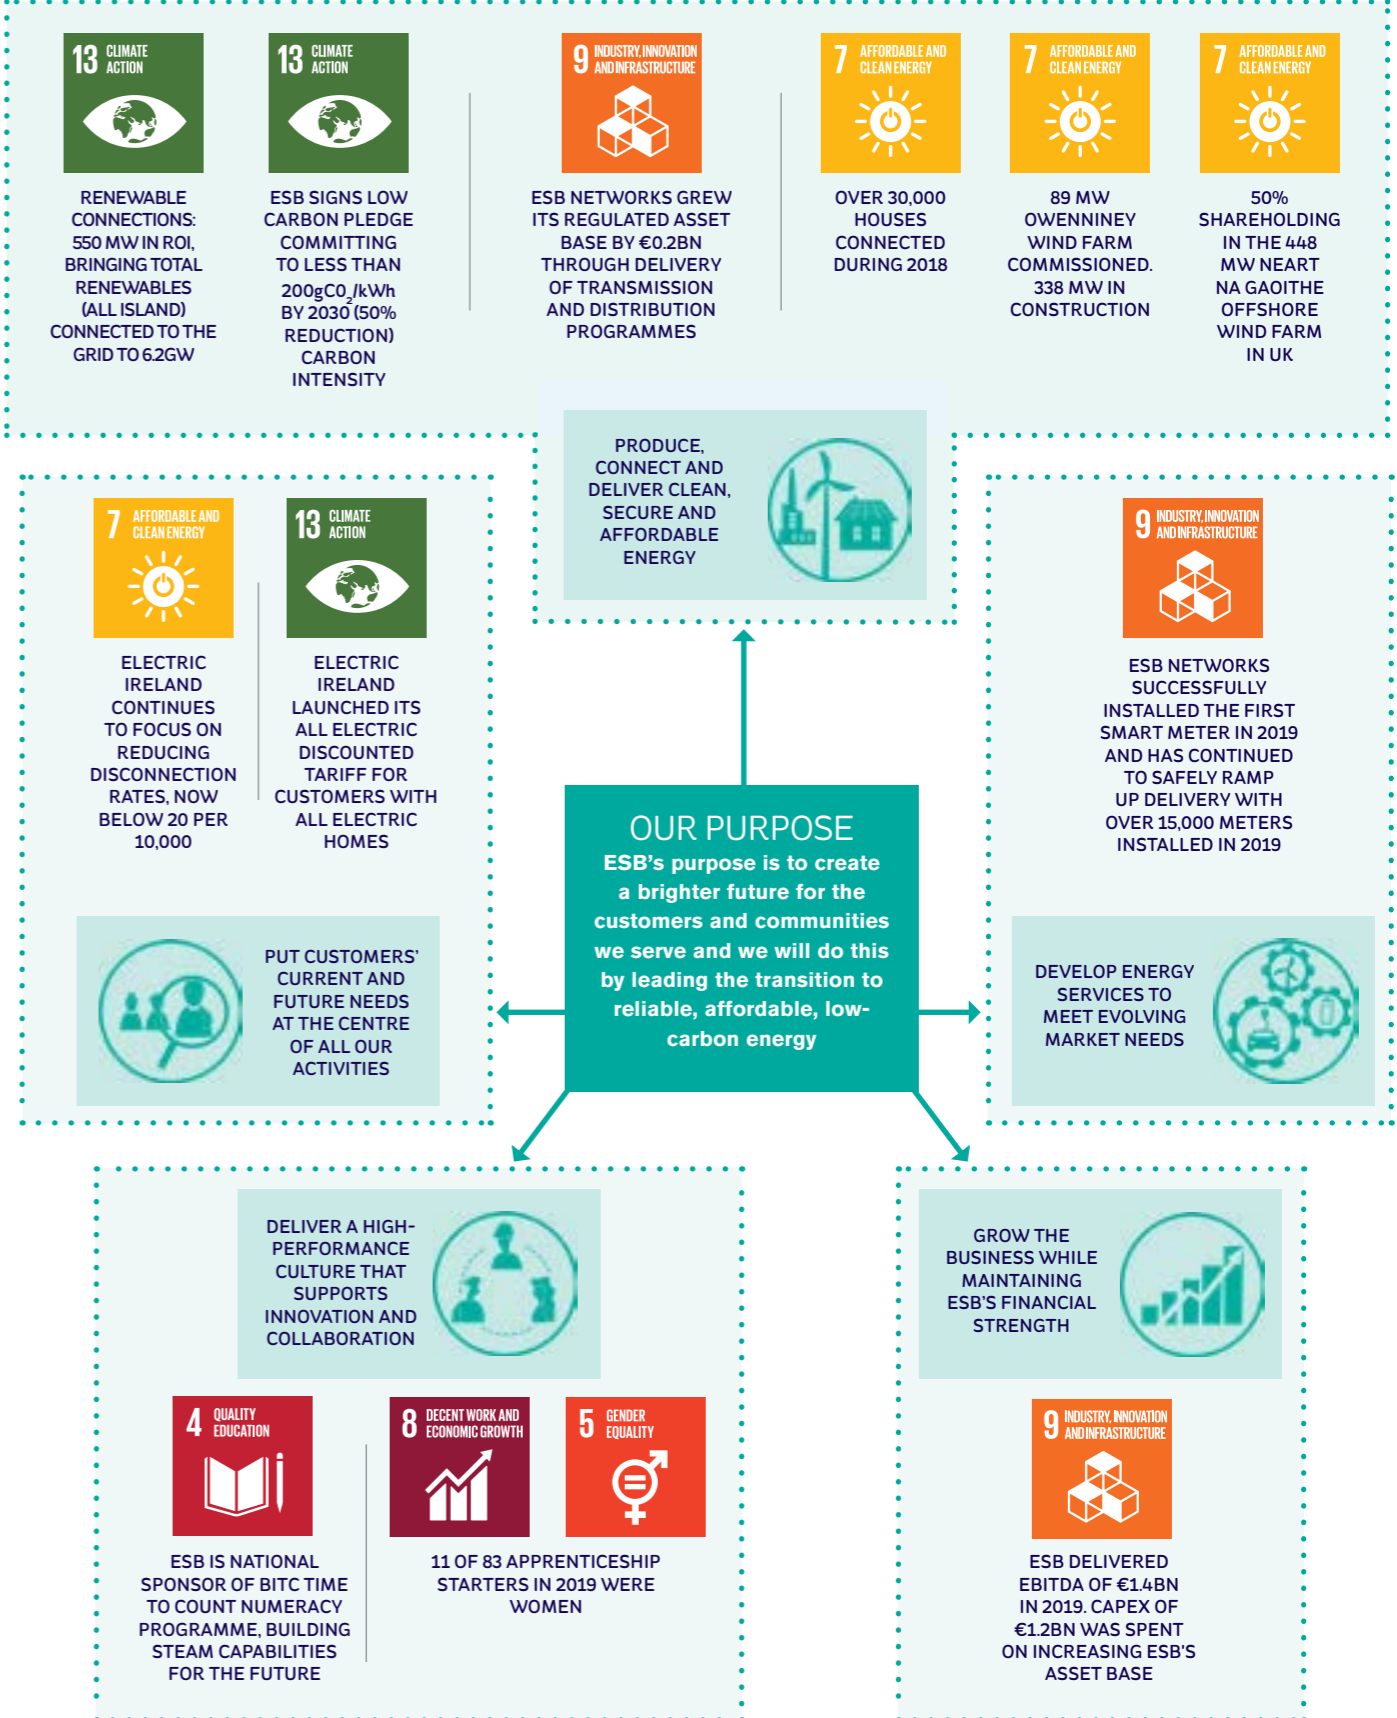 13 CLIMATE
ACTION
RENEWABLE
CONNECTIONS:
550 MW IN ROI,
BRINGING TOTAL
RENEWABLES
(ALL ISLAND)
CONNECTED TO THE
GRID TO 6.2GW
13 CLIMATE
ACTION
ESB SIGNS LOW
CARBON PLEDGE
COMMITTING
TO LESS THAN
200gC0₂/kWh
BY 2030 (50%
REDUCTION)
CARBON
INTENSITY
9 INDUSTRY, INNOVATION
AND INFRASTRUCTURE
ESB NETWORKS GREW
ITS REGULATED ASSET
BASE BY €0.2BN
THROUGH DELIVERY
OF TRANSMISSION
AND DISTRIBUTION
PROGRAMMES
7 AFFORDABLE AND
CLEAN ENERGY
OVER 30,000
HOUSES
CONNECTED
DURING 2018
7 AFFORDABLE AND
CLEAN ENERGY
89 MW
OWENNINEY
WIND FARM
COMMISSIONED.
338 MW IN
CONSTRUCTION
7 AFFORDABLE AND
CLEAN ENERGY
50%
SHAREHOLDING
IN THE 448
MW NEART
NA GAOITHE
OFFSHORE
WIND FARM
IN UK
PRODUCE,
CONNECT AND
DELIVER CLEAN,
SECURE AND
AFFORDABLE
ENERGY
7 AFFORDABLE AND
CLEAN ENERGY
ELECTRIC
IRELAND
CONTINUES
TO FOCUS ON
REDUCING
DISCONNECTION
RATES, NOW
BELOW 20 PER
10,000
13 CLIMATE
ACTION
ELECTRIC
IRELAND
LAUNCHED ITS
ALL ELECTRIC
DISCOUNTED
TARIFF FOR
CUSTOMERS WITH
ALL ELECTRIC
HOMES
PUT CUSTOMERS'
CURRENT AND
FUTURE NEEDS
AT THE CENTRE
OF ALL OUR
ACTIVITIES
OUR PURPOSE
ESB's purpose is to create
a brighter future for the
customers and communities
we serve and we will do this
by leading the transition to
reliable, affordable, low-
carbon energy
9 INDUSTRY, INNOVATION
AND INFRASTRUCTURE
ESB NETWORKS
SUCCESSFULLY
INSTALLED THE FIRST
SMART METER IN 2019
AND HAS CONTINUED
TO SAFELY RAMP
UP DELIVERY WITH
OVER 15,000 METERS
INSTALLED IN 2019
DEVELOP ENERGY
SERVICES TO
MEET EVOLVING
MARKET NEEDS
DELIVER A HIGH-
PERFORMANCE
CULTURE THAT
SUPPORTS
INNOVATION AND
COLLABORATION
4 QUALITY
EDUCATION
ESB IS NATIONAL
SPONSOR OF BITC TIME
TO COUNT NUMERACY
PROGRAMME, BUILDING
STEAM CAPABILITIES
FOR THE FUTURE
8 DECENT WORK AND
ECONOMIC GROWTH
5 GENDER
EQUALITY
11 OF 83 APPRENTICESHIP
STARTERS IN 2019 WERE
WOMEN
GROW THE
BUSINESS WHILE
MAINTAINING
ESB'S FINANCIAL
STRENGTH
9 INDUSTRY, INNOVATION
AND INFRASTRUCTURE
ESB DELIVERED
EBITDA OF €1.4BN
IN 2019. CAPEX OF
€1.2BN WAS SPENT
ON INCREASING ESB'S
ASSET BASE